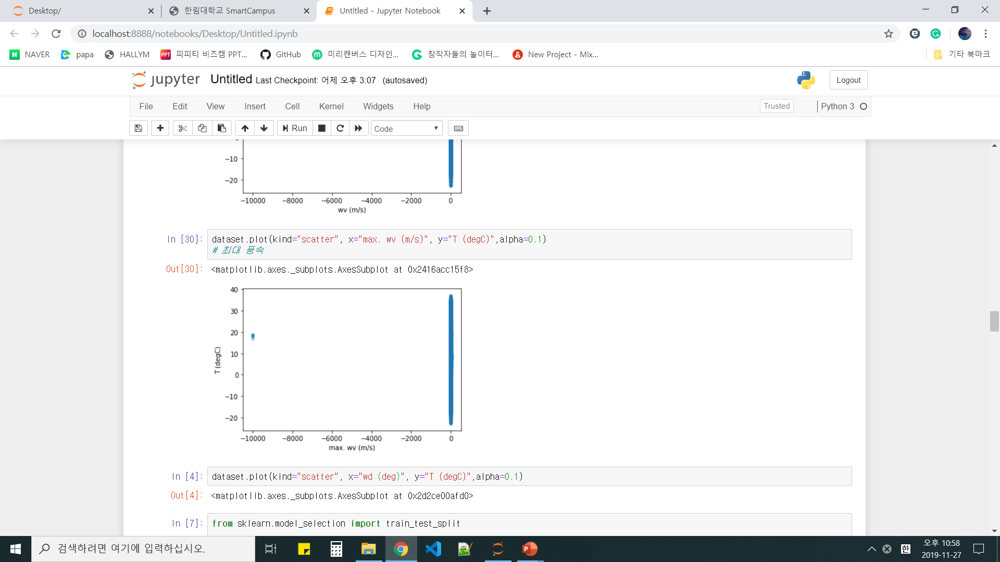 Desktop/
한림대학교 SmartCampus
Untitled - Jupyter Notebook
localhost:8888/notebooks/Desktop/Untitled.ipynb
NAVER
papa
HALLYM
피피티 비즈캠 PPT...
GitHub
미리캔버스 디자인...
창작자들의 놀이터...
New Project - Mix...
기타 북마크
jupyter Untitled Last Checkpoint: 어제 오후 3:07 (autosaved)
Logout
File Edit View Insert Cell Kernel Widgets Help
Trusted
Python 3
Run
Code
−10
−20
−10000 −8000 −6000 −4000 −2000 0
wv (m/s)
In [30]: dataset.plot(kind="scatter", x="max. wv (m/s)", y="T (degC)",alpha=0.1)
# 최대 풍속
Out[30]: <matplotlib.axes._subplots.AxesSubplot at 0x2416acc15f8>
40
30
20
10
0
−10
−20
T (degC)
−10000 −8000 −6000 −4000 −2000 0
max. wv (m/s)
In [4]: dataset.plot(kind="scatter", x="wd (deg)", y="T (degC)",alpha=0.1)
Out[4]: <matplotlib.axes._subplots.AxesSubplot at 0x2d2ce00afd0>
In [7]: from sklearn.model_selection import train_test_split
검색하려면 여기에 입력하십시오.
한
오후 10:58
2019-11-27